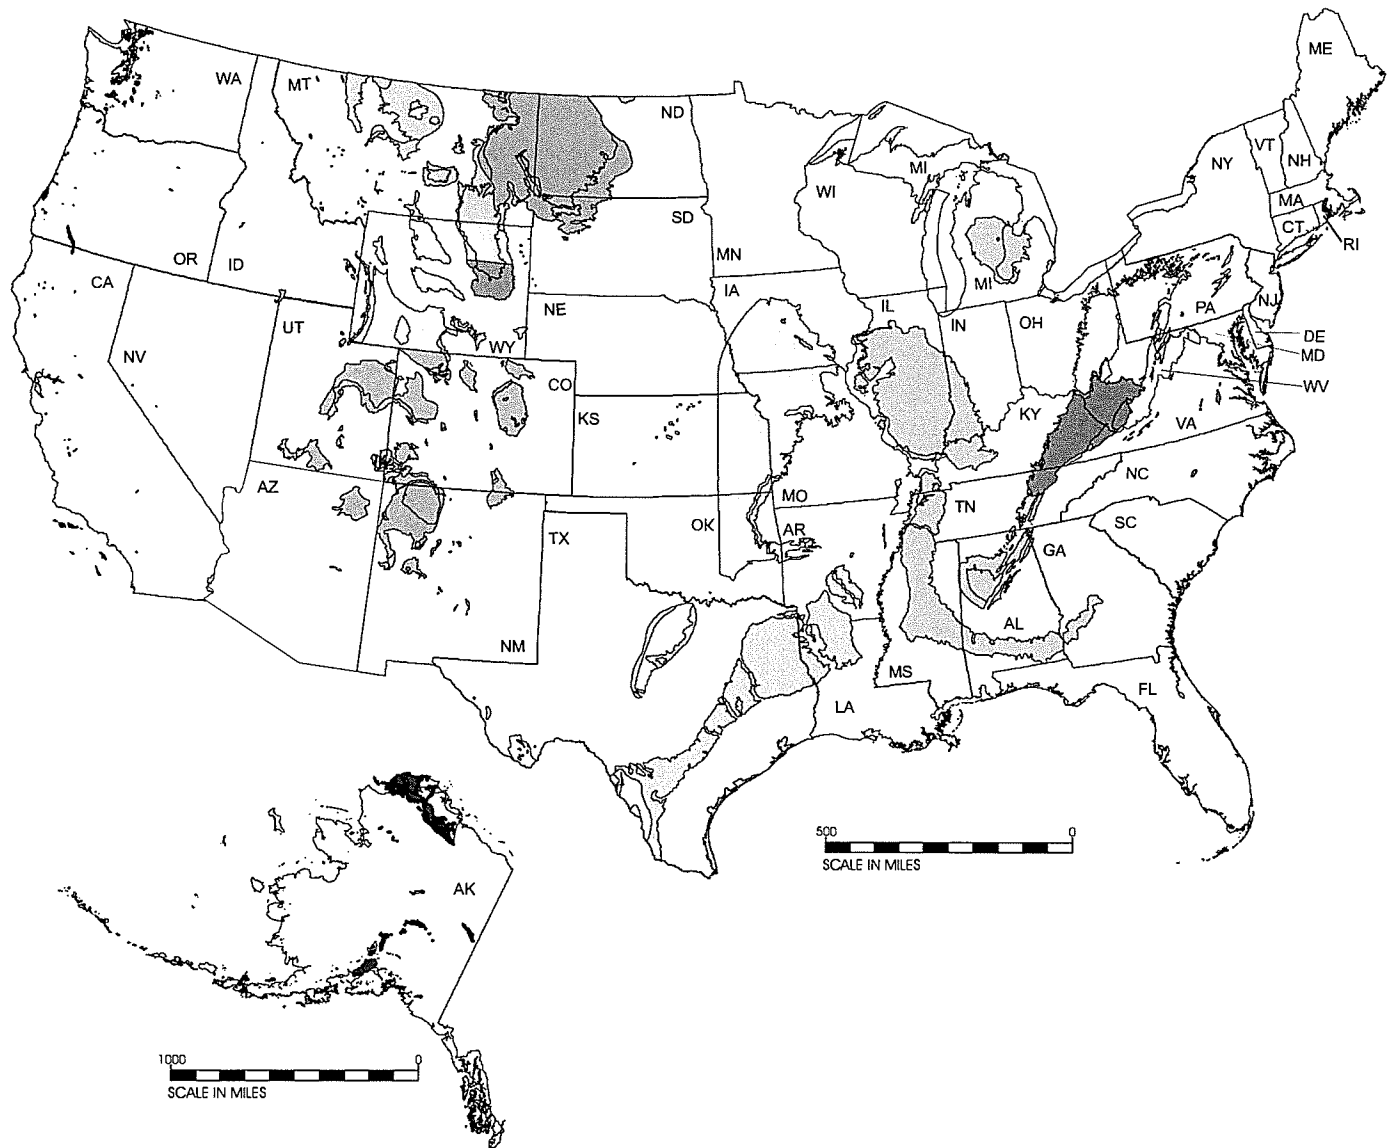 ME
WA
MT
ND
VT
NY
NH
MI
WI
MA
SD
CT
RI
MN
OR
ID
CA
IA
MI
IL
NE
IN
OH
PA
NJ
UT
DE
NV
WY
MD
CO
WV
KS
KY
VA
NC
AZ
MO
TN
OK
AR
SC
TX
GA
AL
NM
MS
FL
LA
500 0
SCALE IN MILES
AK
1000 0
SCALE IN MILES